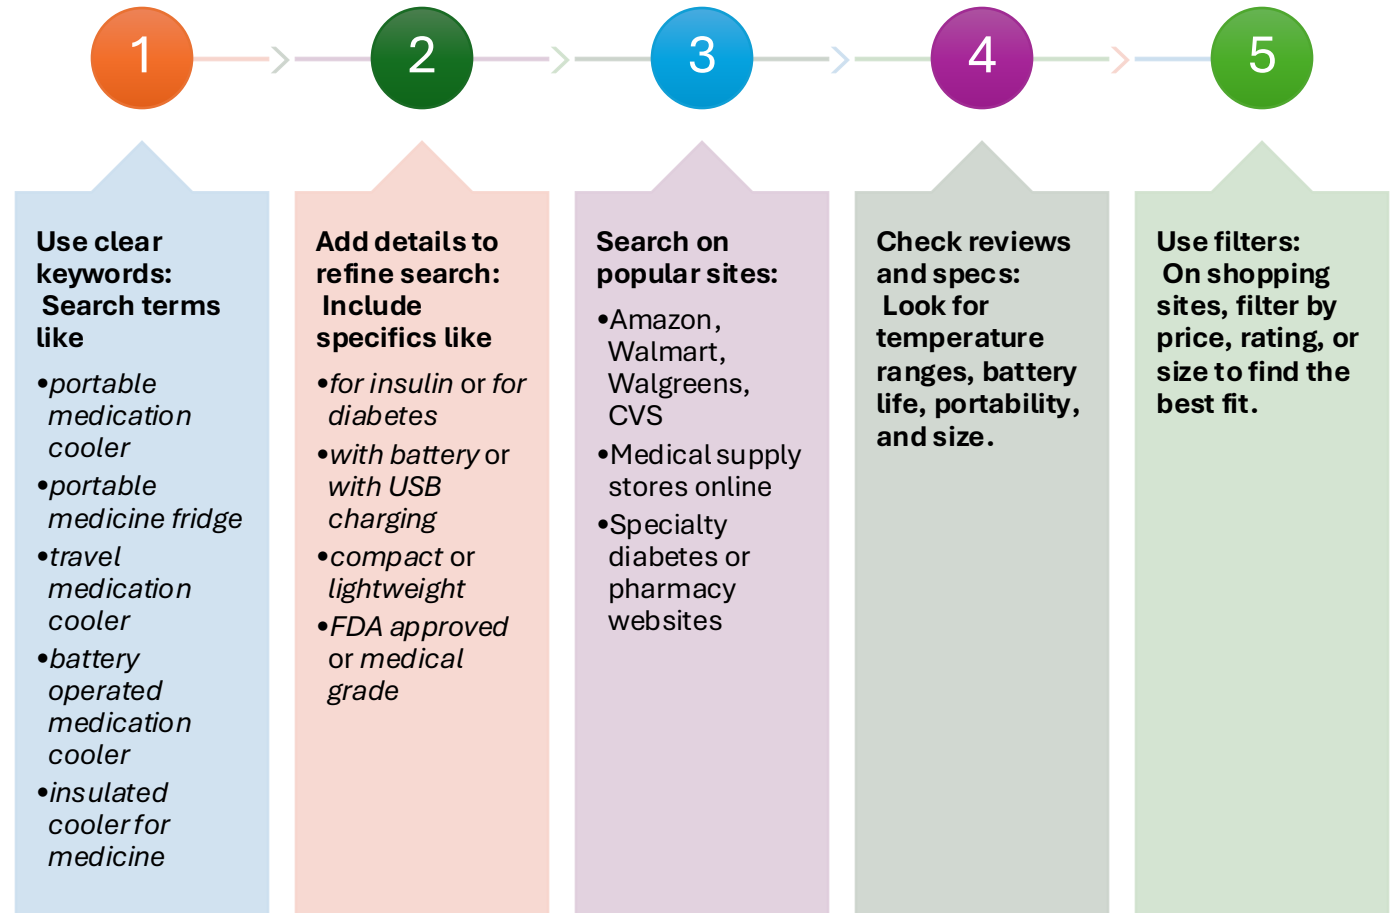 1
2
3
4
5
Use clear
keywords:
Search terms
like
•portable
medication
cooler
•portable
medicine fridge
•travel
medication
cooler
•battery
operated
medication
cooler
•insulated
cooler for
medicine
Add details to
refine search:
Include
specifics like
•for insulin or for
diabetes
•with battery or
with USB
charging
•compact or
lightweight
•FDA approved
or medical
grade
Search on
popular sites:
•Amazon,
Walmart,
Walgreens,
CVS
•Medical supply
stores online
•Specialty
diabetes or
pharmacy
websites
Check reviews
and specs:
Look for
temperature
ranges, battery
life, portability,
and size.
Use filters:
On shopping
sites, filter by
price, rating, or
size to find the
best fit.